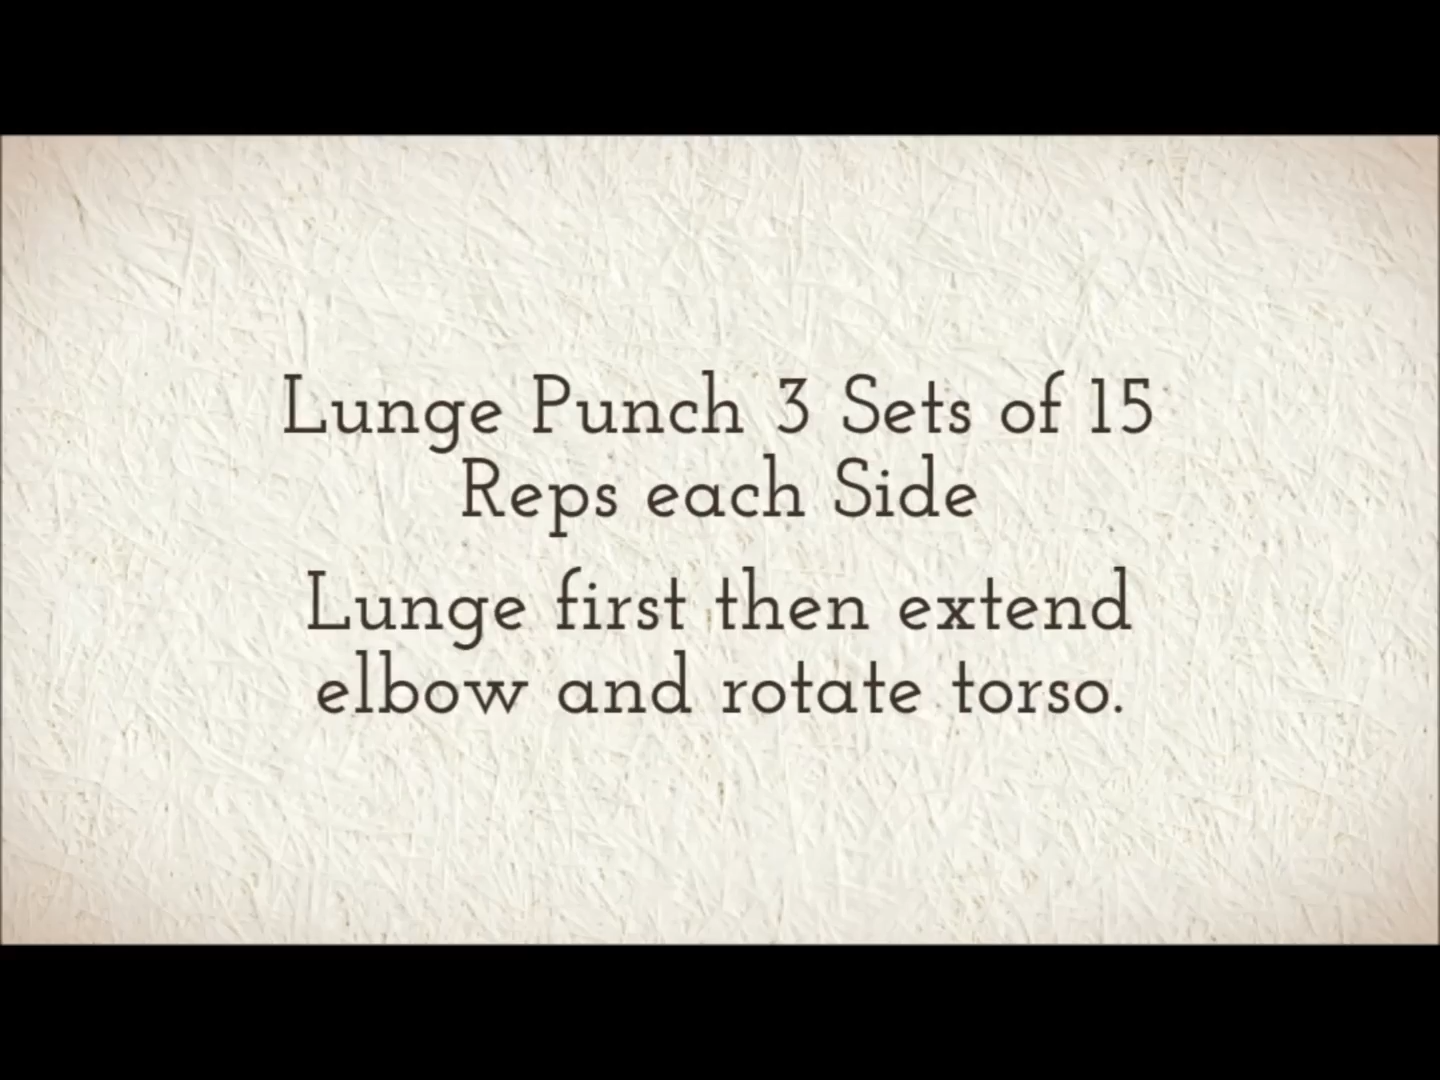 Lunge Punch 3 Sets of 15
Reps each Side
Lunge first then extend
elbow and rotate torso.